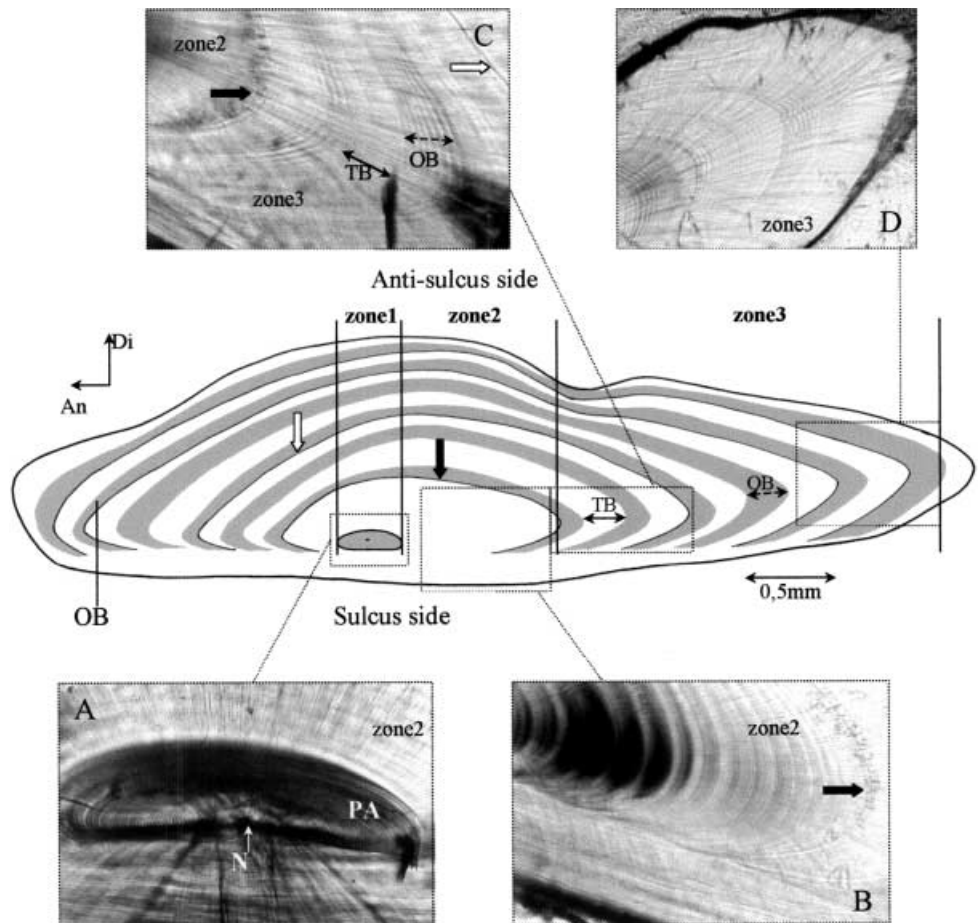 zone2
C
OB
TB
zone3
zone3
D
Anti-sulcus side
zone1
zone2
zone3
Di
An
OB
TB
OB
0,5mm
Sulcus side
A
zone2
PA
N
zone2
B